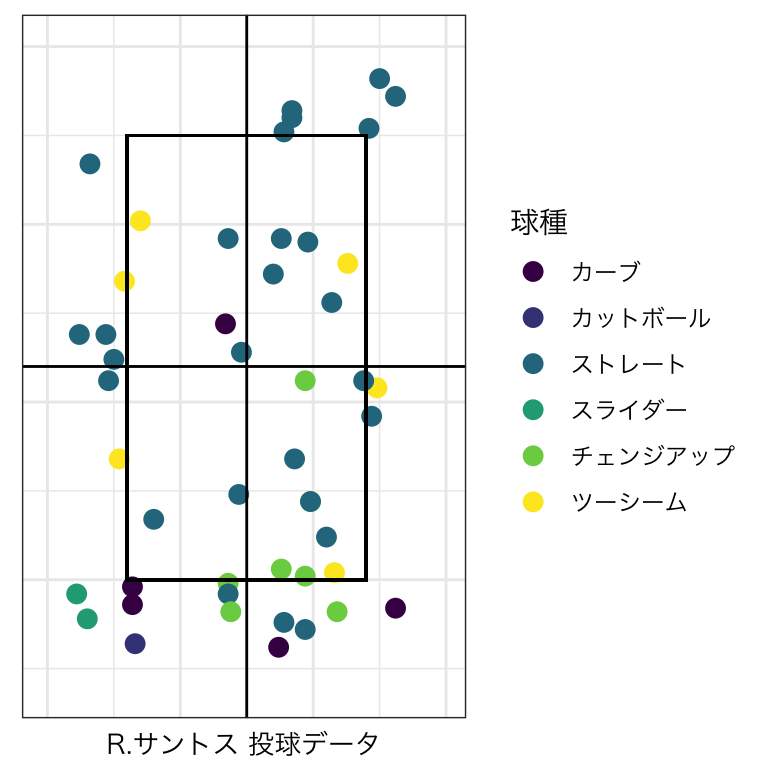 球種
カーブ
カットボール
ストレート
スライダー
チェンジアップ
ツーシーム
R.サントス 投球データ